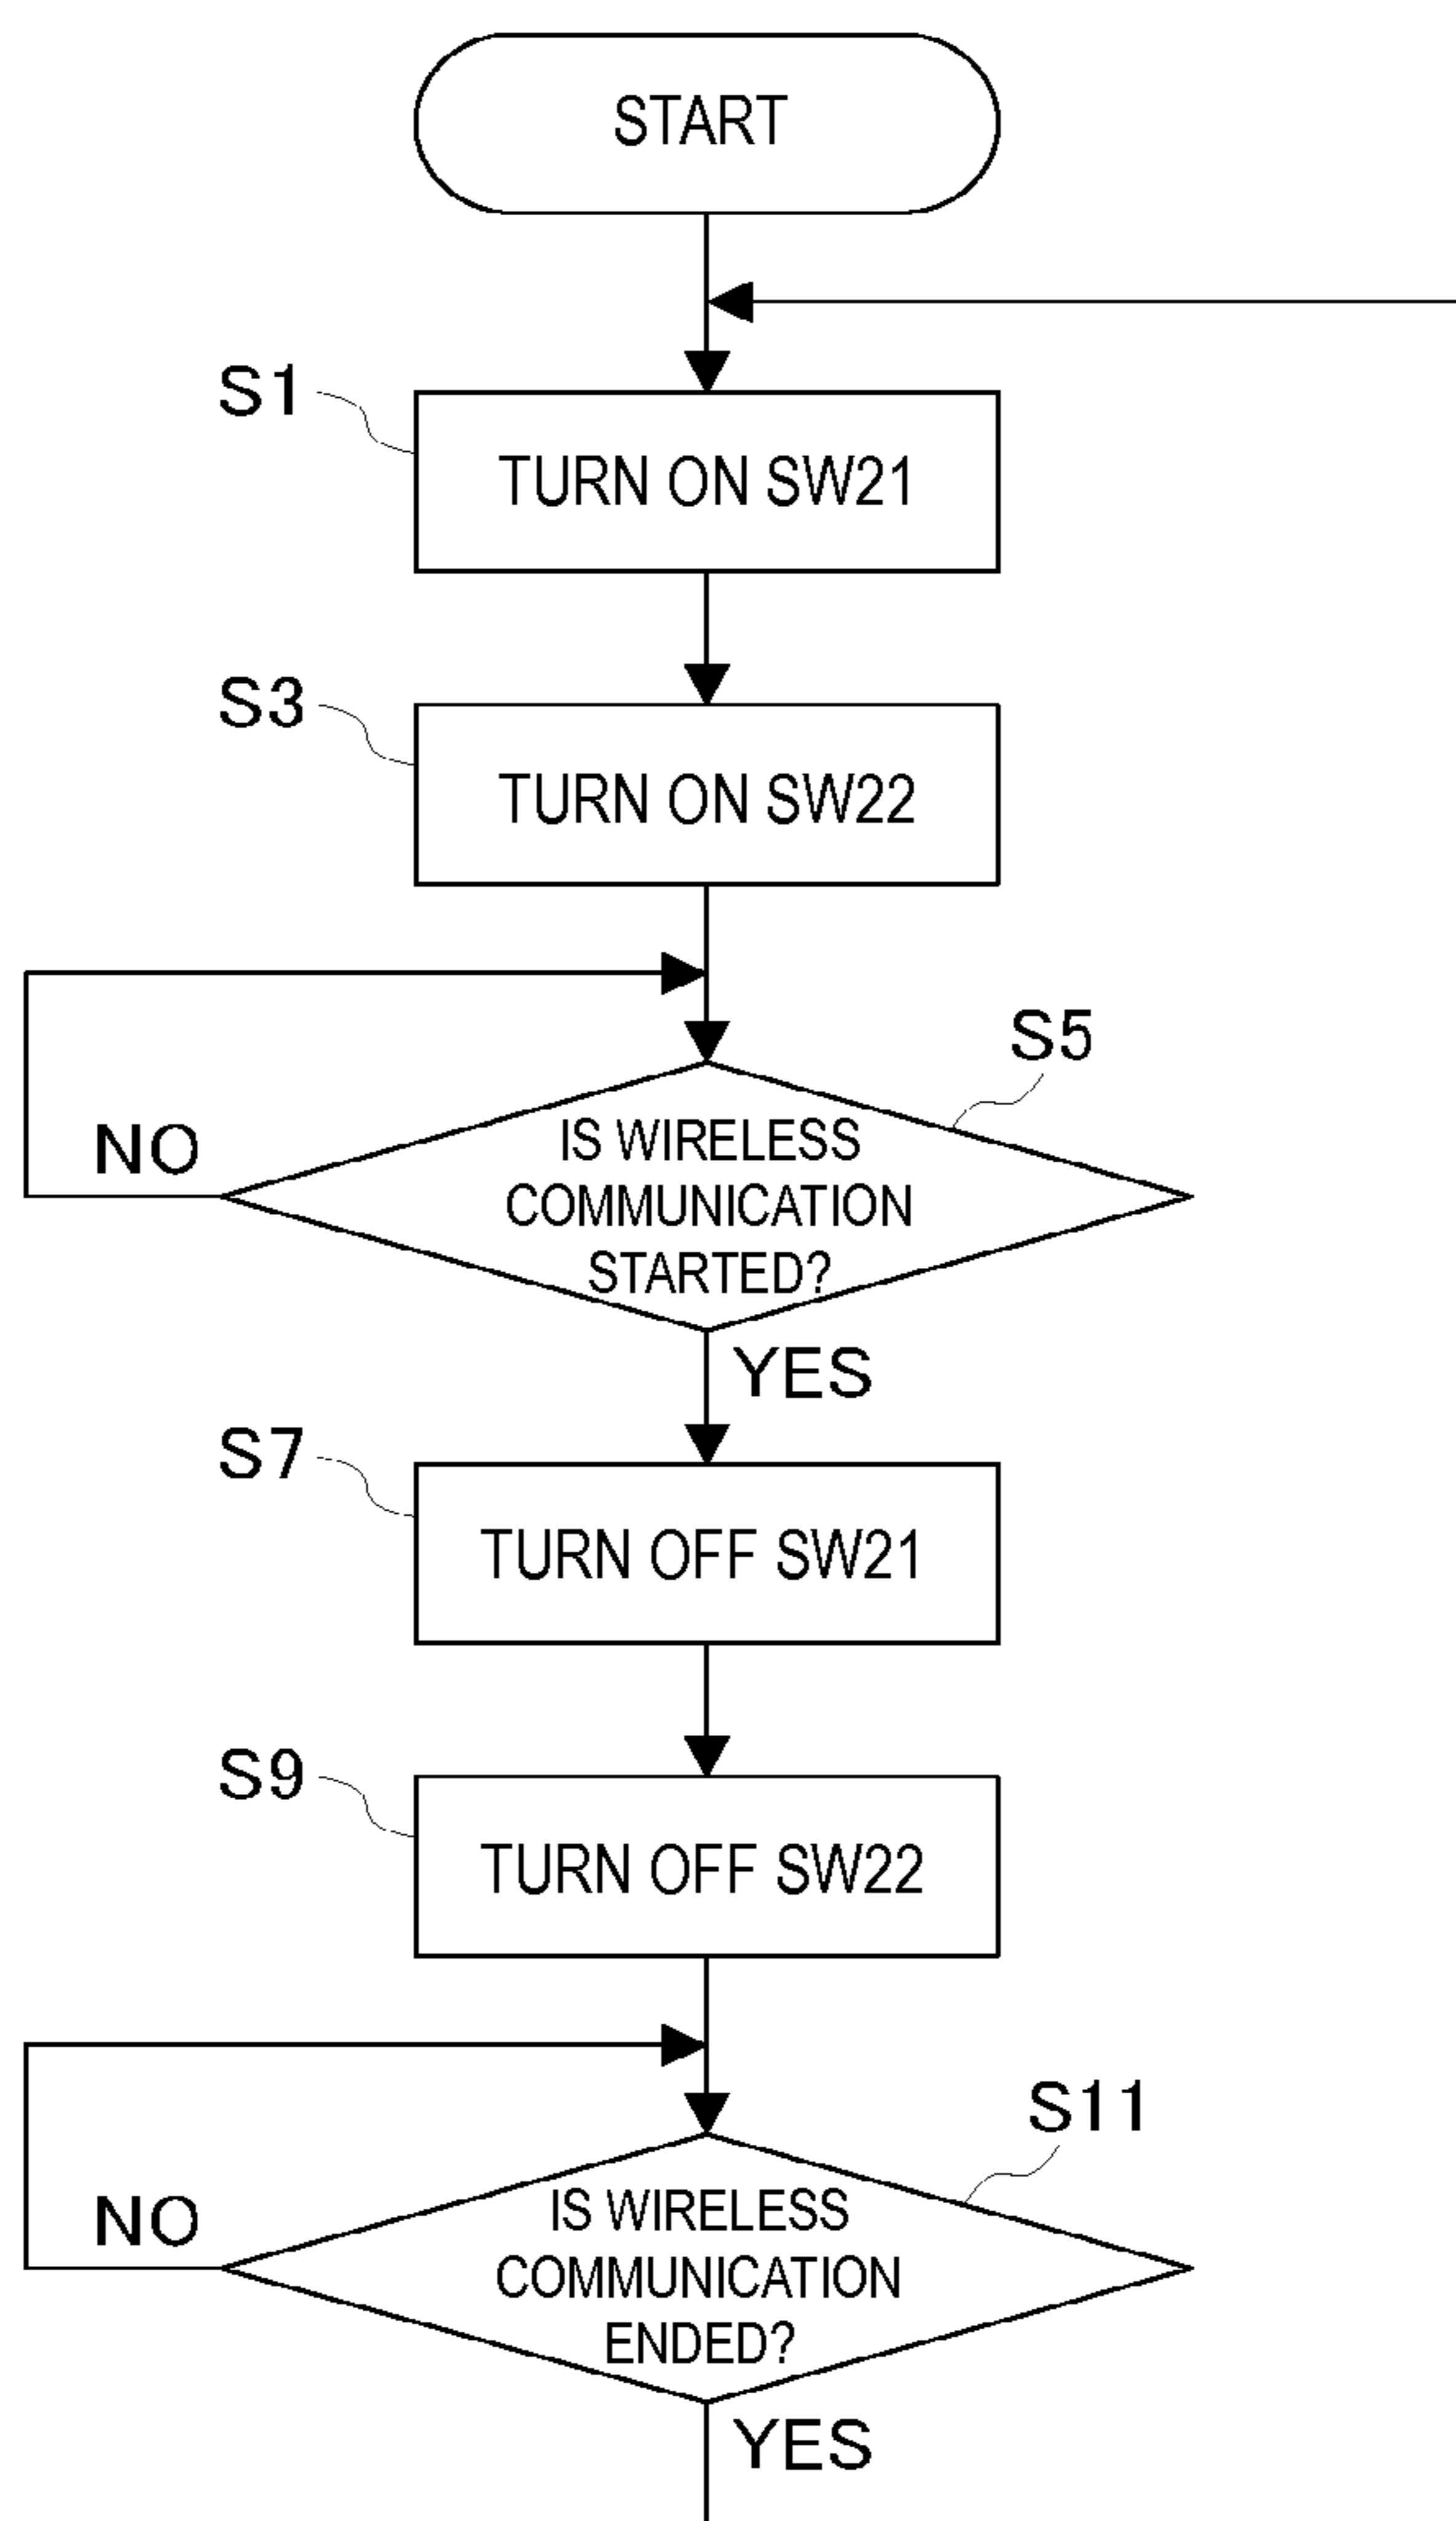 START
S1
TURN ON SW21
S3
TURN ON SW22
S5
IS WIRELESS
COMMUNICATION
STARTED?
NO
YES
S7
TURN OFF SW21
S9
TURN OFF SW22
S11
IS WIRELESS
COMMUNICATION
ENDED?
NO
YES